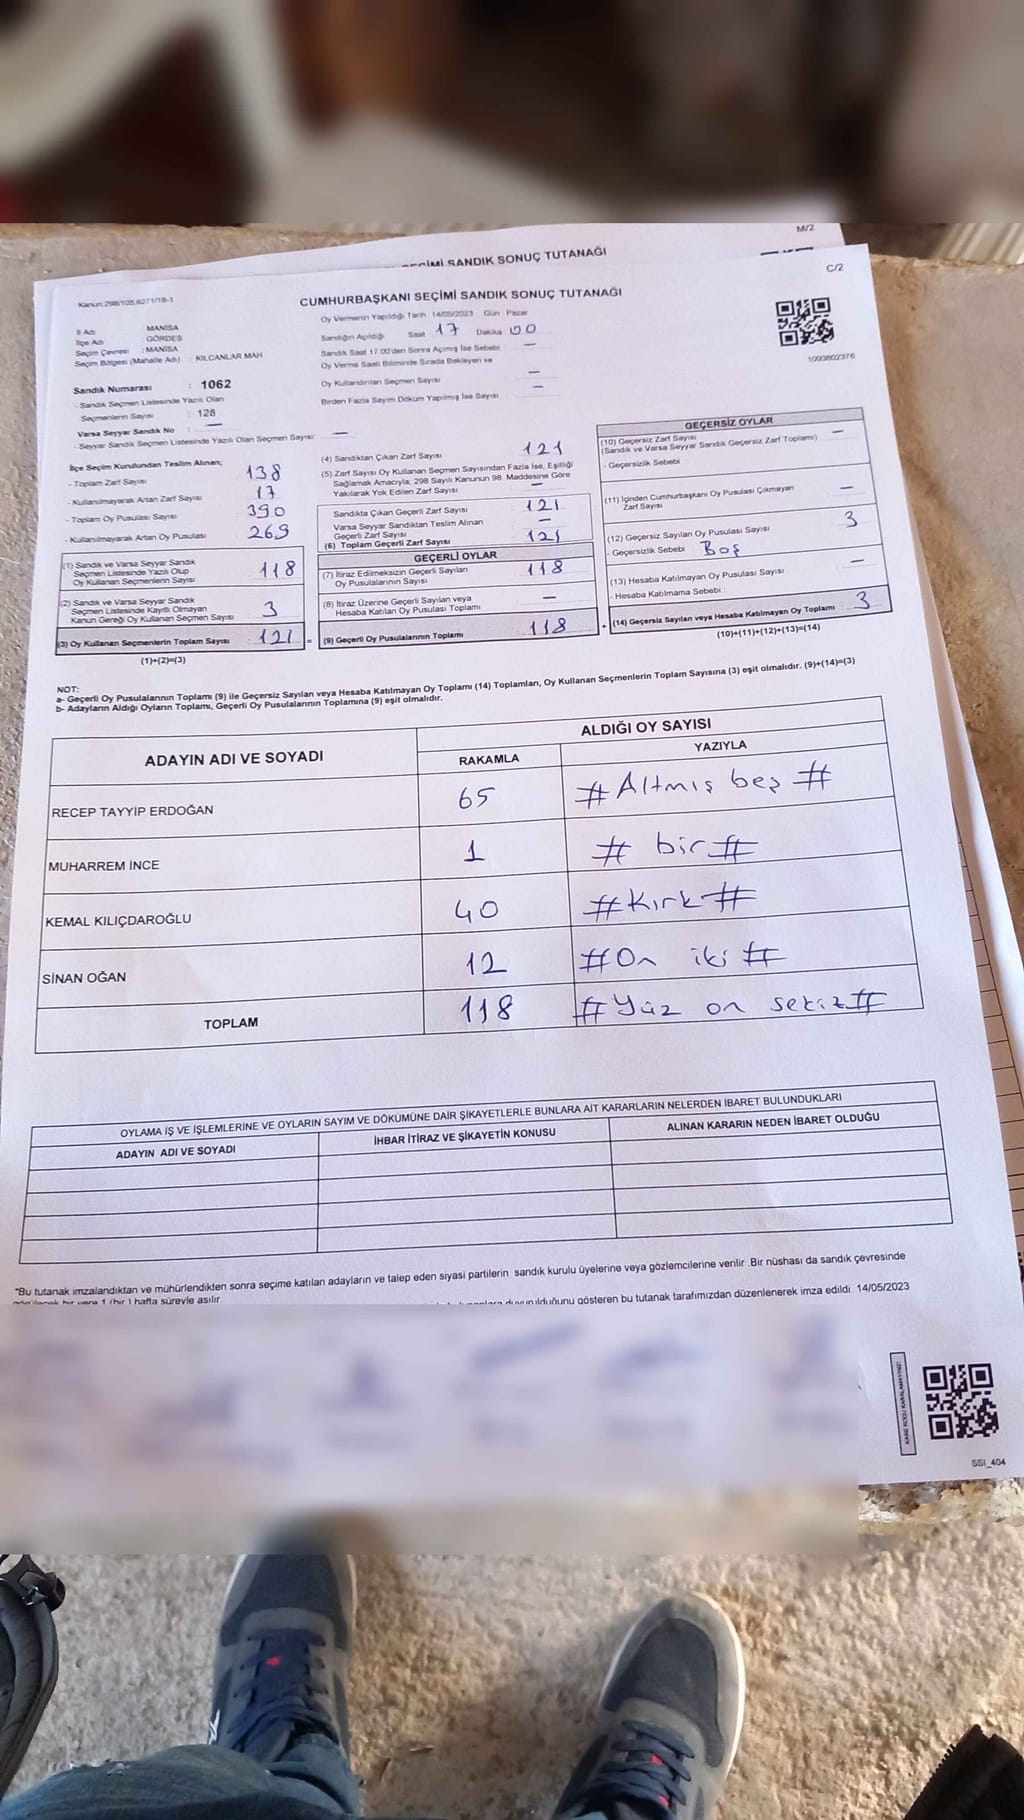 M/2
SANDIK SONUÇ TUTANAĞI
C/2
Kanun:298/105,6271/18-1
CUMHURBAŞKANI SEÇİMİ SANDIK SONUÇ TUTANAĞI
İl Adı : MANİSA
İlçe Adı : GÖRDES
Seçim Çevresi : MANİSA
Seçim Bölgesi (Mahalle Adı) : KILCANLAR MAH
Sandık Numarası : 1062
- Sandık Seçmen Listesinde Yazılı Olan
Seçmenlerin Sayısı : 128
Varsa Seyyar Sandık No : —
- Seyyar Sandık Seçmen Listesinde Yazılı Olan Seçmen Sayısı: —
Oy Vermenin Yapıldığı Tarih :14/05/2023 Gün : Pazar
Sandığın Açıldığı Saat : 17 Dakika 00
Sandık Saat 17:00'den Sonra Açılmış İse Sebebi : —
Oy Verme Saati Bitiminde Sırada Bekleyen ve
Oy Kullandırılan Seçmen Sayısı —
Birden Fazla Sayım Döküm Yapılmış İse Sayısı : —
1093802376
İlçe Seçim Kurulundan Teslim Alınan;
- Toplam Zarf Sayısı : 138
- Kullanılmayarak Artan Zarf Sayısı : 17
- Toplam Oy Pusulası Sayısı : 390
- Kullanılmayarak Artan Oy Pusulası : 269
(1) Sandık ve Varsa Seyyar Sandık
Seçmen Listesinde Yazılı Olup
Oy Kullanan Seçmenlerin Sayısı : 118
(2) Sandık ve Varsa Seyyar Sandık
Seçmen Listesinde Kayıtlı Olmayan
Kanun Gereği Oy Kullanan Seçmen Sayısı : 3
(3) Oy Kullanan Seçmenlerin Toplam Sayısı : 121 =
(1)+(2)=(3)
(4) Sandıktan Çıkan Zarf Sayısı : 121
(5) Zarf Sayısı Oy Kullanan Seçmen Sayısından Fazla İse, Eşitliği
Sağlamak Amacıyla, 298 Sayılı Kanunun 98. Maddesine Göre
Yakılarak Yok Edilen Zarf Sayısı : —
Sandıkta Çıkan Geçerli Zarf Sayısı : 121
Varsa Seyyar Sandıktan Teslim Alınan
Geçerli Zarf Sayısı : —
(6) Toplam Geçerli Zarf Sayısı : 121
GEÇERLİ OYLAR
(7) İtiraz Edilmeksizin Geçerli Sayılan
Oy Pusulalarının Sayısı : 118
(8) İtiraz Üzerine Geçerli Sayılan veya
Hesaba Katılan Oy Pusulası Toplamı : —
(9) Geçerli Oy Pusulalarının Toplamı : 118 +
GEÇERSİZ OYLAR
(10) Geçersiz Zarf Sayısı
(Sandık ve Varsa Seyyar Sandık Geçersiz Zarf Toplamı) : —
- Geçersizlik Sebebi :
(11) İçinden Cumhurbaşkanı Oy Pusulası Çıkmayan
Zarf Sayısı : —
(12) Geçersiz Sayılan Oy Pusulası Sayısı : 3
- Geçersizlik Sebebi : Boş
(13) Hesaba Katılmayan Oy Pusulası Sayısı : —
- Hesaba Katılmama Sebebi :
(14) Geçersiz Sayılan veya Hesaba Katılmayan Oy Toplamı : 3
(10)+(11)+(12)+(13)=(14)
NOT:
a- Geçerli Oy Pusulalarının Toplamı (9) ile Geçersiz Sayılan veya Hesaba Katılmayan Oy Toplamı (14) Toplamları, Oy Kullanan Seçmenlerin Toplam Sayısına (3) eşit olmalıdır. (9)+(14)=(3)
b- Adayların Aldığı Oyların Toplamı, Geçerli Oy Pusulalarının Toplamına (9) eşit olmalıdır.
ADAYIN ADI VE SOYADI
ALDIĞI OY SAYISI
RAKAMLA YAZIYLA
RECEP TAYYİP ERDOĞAN 65 # Altmış beş #
MUHARREM İNCE 1 # bir #
KEMAL KILIÇDAROĞLU 40 # Kırk #
SİNAN OĞAN 12 # On iki #
TOPLAM 118 # Yüz on sekiz #
OYLAMA İŞ VE İŞLEMLERİNE VE OYLARIN SAYIM VE DÖKÜMÜNE DAİR ŞİKAYETLERLE BUNLARA AİT KARARLARIN NELERDEN İBARET BULUNDUKLARI
ADAYIN ADI VE SOYADI İHBAR İTİRAZ VE ŞİKAYETİN KONUSU ALINAN KARARIN NEDEN İBARET OLDUĞU
*Bu tutanak imzalandıktan ve mühürlendikten sonra seçime katılan adayların ve talep eden siyasi partilerin sandık kurulu üyelerine veya gözlemcilerine verilir. Bir nüshası da sandık çevresinde
görülecek bir yere 1 (bir ) hafta süreyle asılır.
duyurulduğunu gösteren bu tutanak tarafımızdan düzenlenerek imza edildi. 14/05/2023
KARE KODU KARALAMAYINIZ!
SSI_404